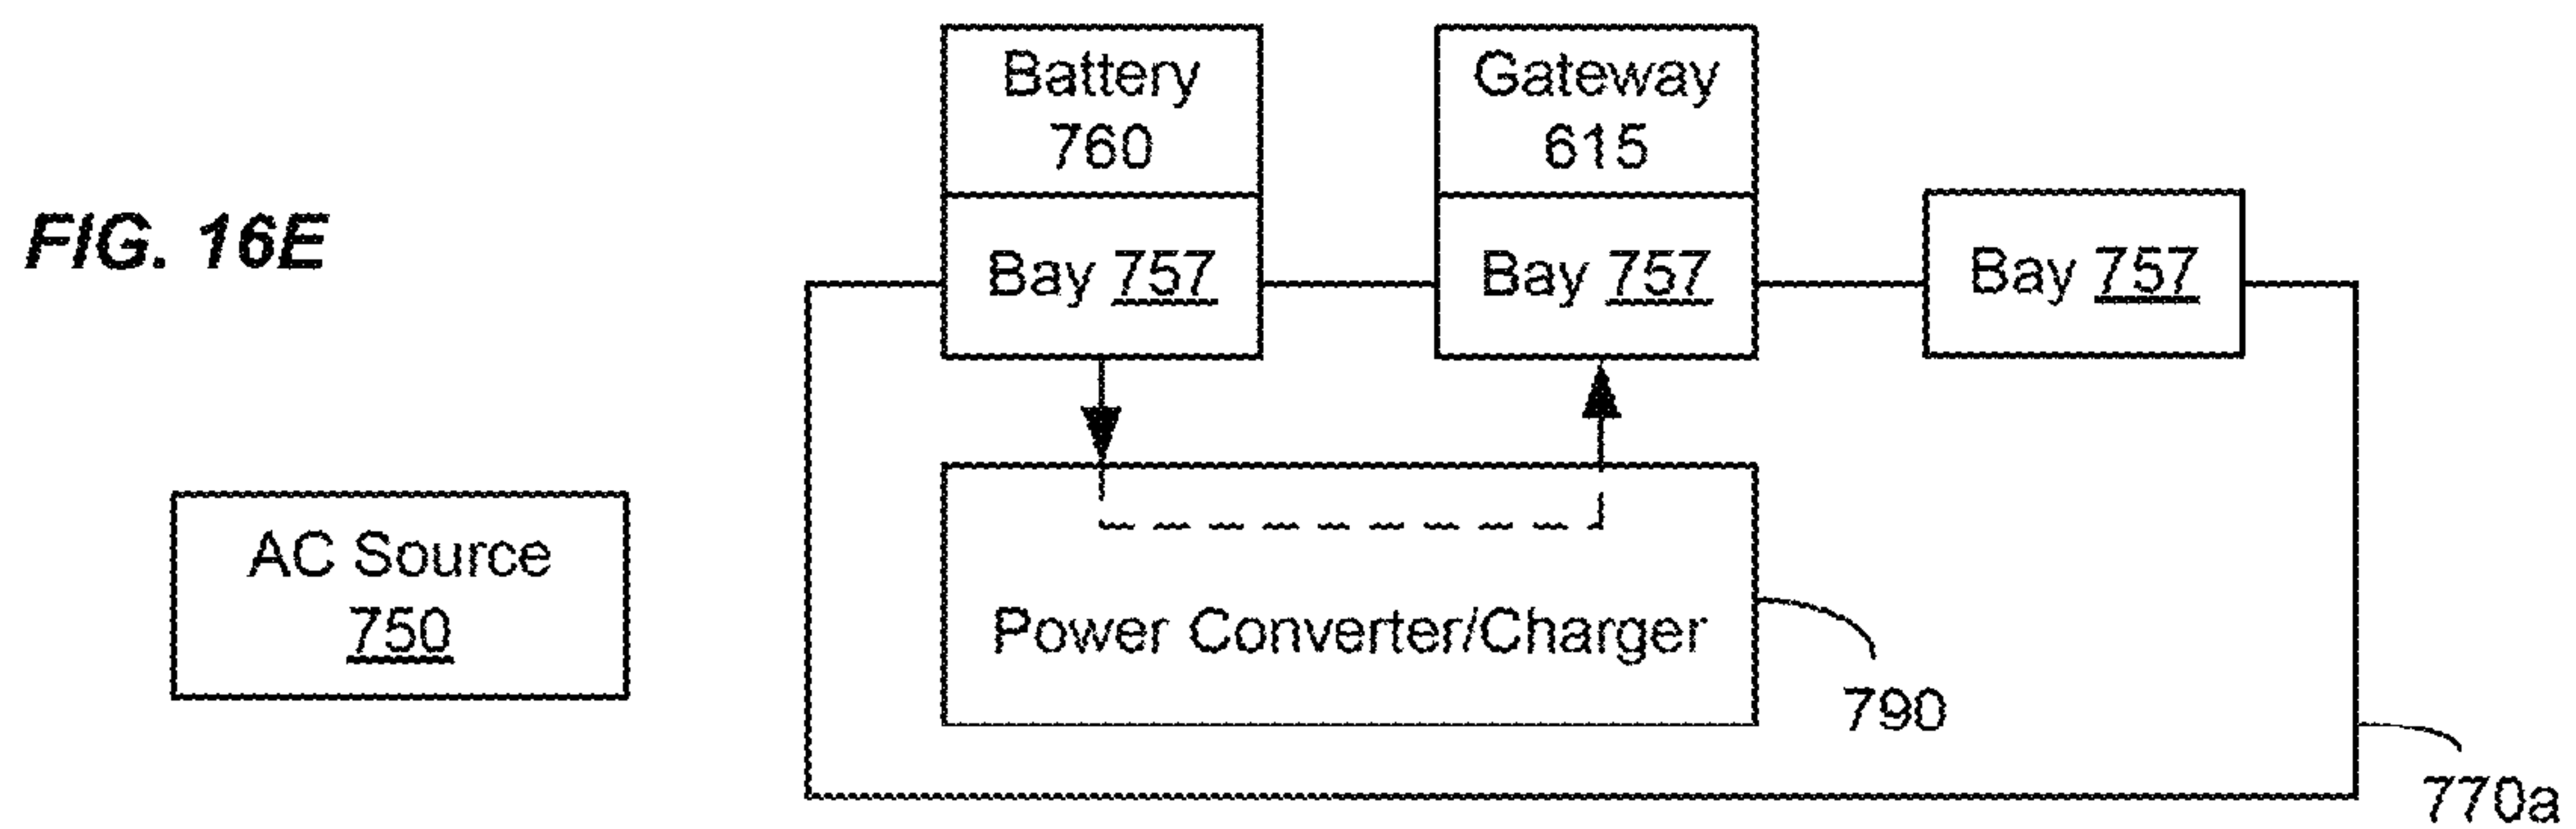 FIG. 16E
Battery
760
Gateway
615
Bay 757
Bay 757
Bay 757
AC Source
750
Power Converter/Charger
790
770a